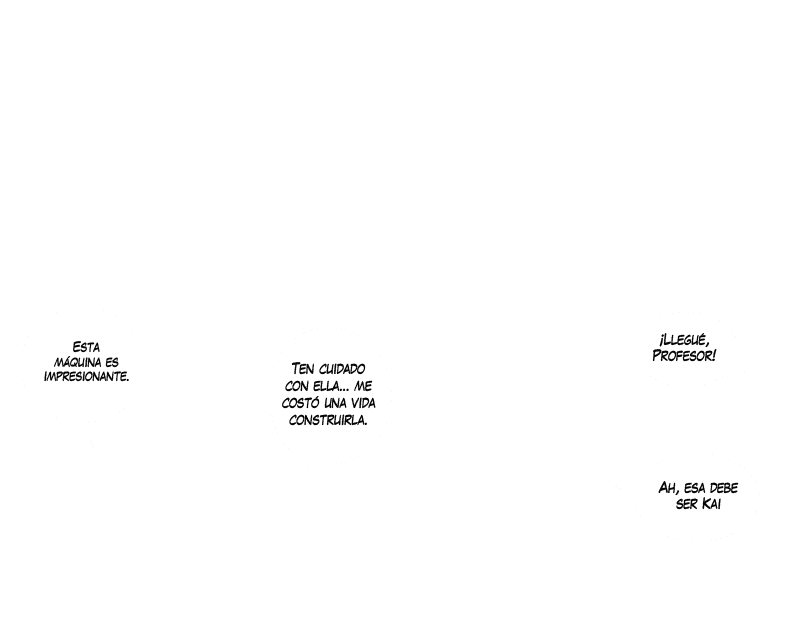 Esta
máquina es
impresionante.
Ten cuidado
con ella... me
costó una vida
construirla.
¡Llegué,
Profesor!
Ah, esa debe
ser Kai